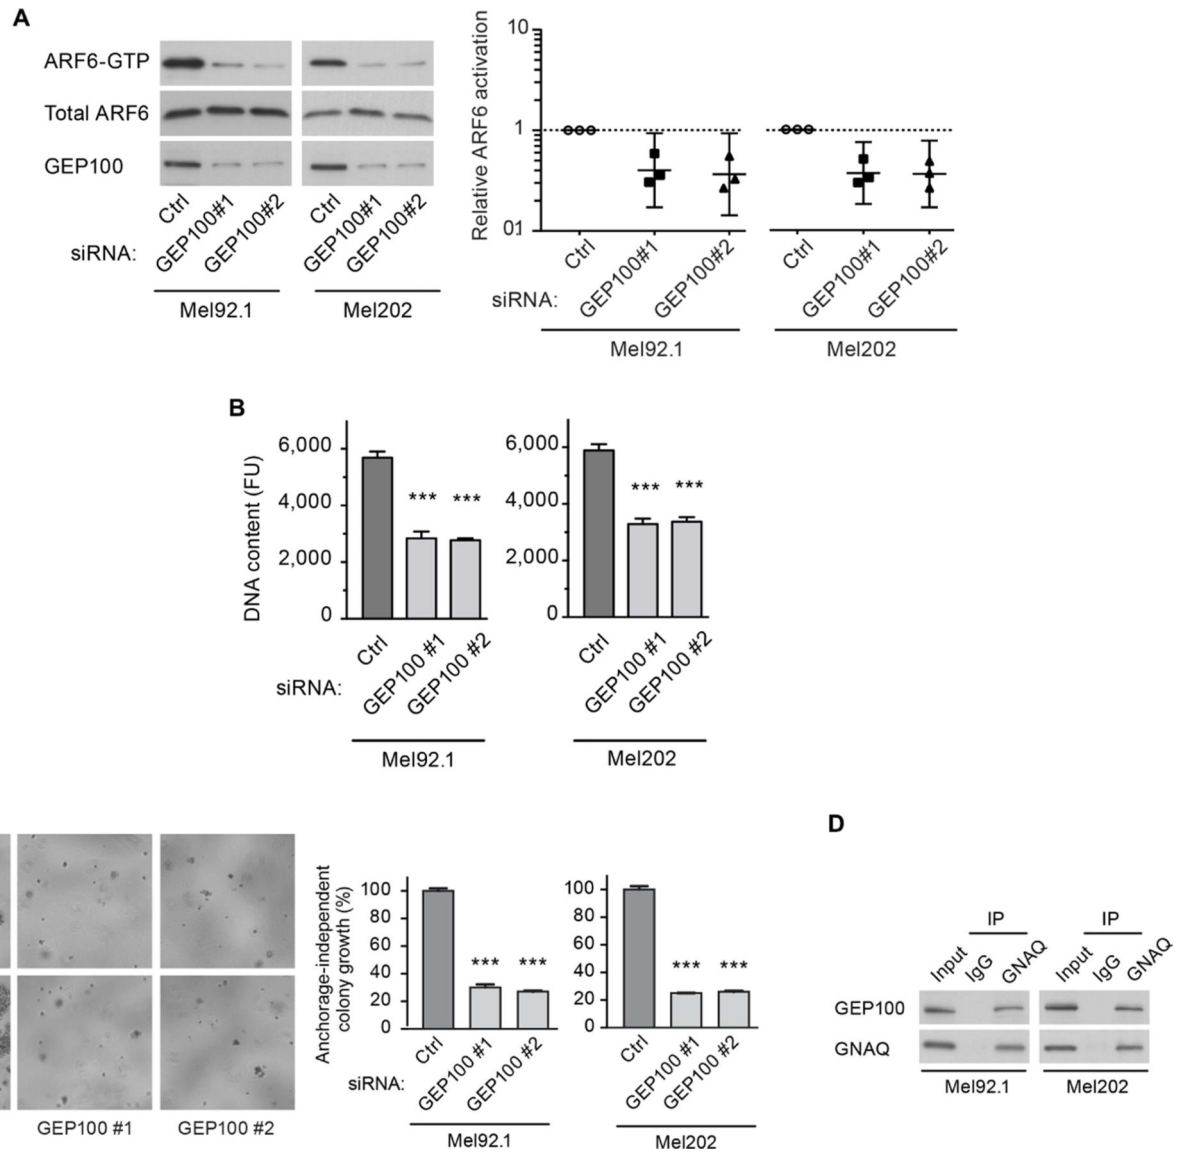 A
ARF6-GTP
Total ARF6
GEP100
siRNA:
Ctrl
GEP100#1
GEP100#2
Ctrl
GEP100#1
GEP100#2
Mel92.1
Mel202
Relative ARF6 activation
10
1
01
siRNA:
Ctrl
GEP100#1
GEP100#2
Ctrl
GEP100#1
GEP100#2
Mel92.1
Mel202
B
DNA content (FU)
6,000
4,000
2,000
0
*** ***
siRNA:
Ctrl
GEP100 #1
GEP100 #2
Mel92.1
6,000
4,000
2,000
0
*** ***
Ctrl
GEP100 #1
GEP100 #2
Mel202
GEP100 #1
GEP100 #2
Anchorage-independent
colony growth (%)
100
80
60
40
20
0
*** ***
siRNA:
Ctrl
GEP100 #1
GEP100 #2
Mel92.1
100
80
60
40
20
0
*** ***
Ctrl
GEP100 #1
GEP100 #2
Mel202
D
IP
IP
Input
IgG
GNAQ
Input
IgG
GNAQ
GEP100
GNAQ
Mel92.1
Mel202